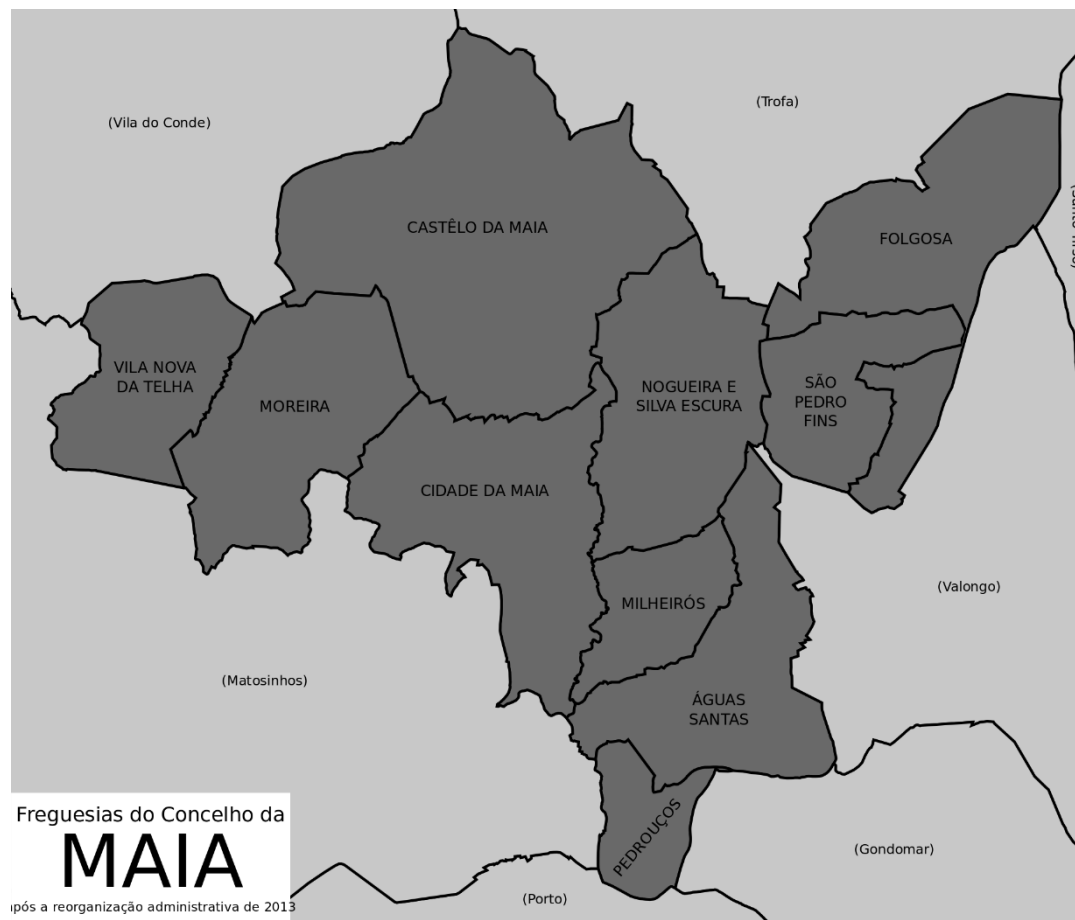 (Vila do Conde)
(Trofa)
CASTÊLO DA MAIA
FOLGOSA
VILA NOVA
DA TELHA
MOREIRA
NOGUEIRA E
SILVA ESCURA
SÃO
PEDRO
FINS
CIDADE DA MAIA
MILHEIRÓS
(Valongo)
(Matosinhos)
ÁGUAS
SANTAS
PEDROUÇOS
(Gondomar)
(Porto)
Freguesias do Concelho da
MAIA
após a reorganização administrativa de 2013